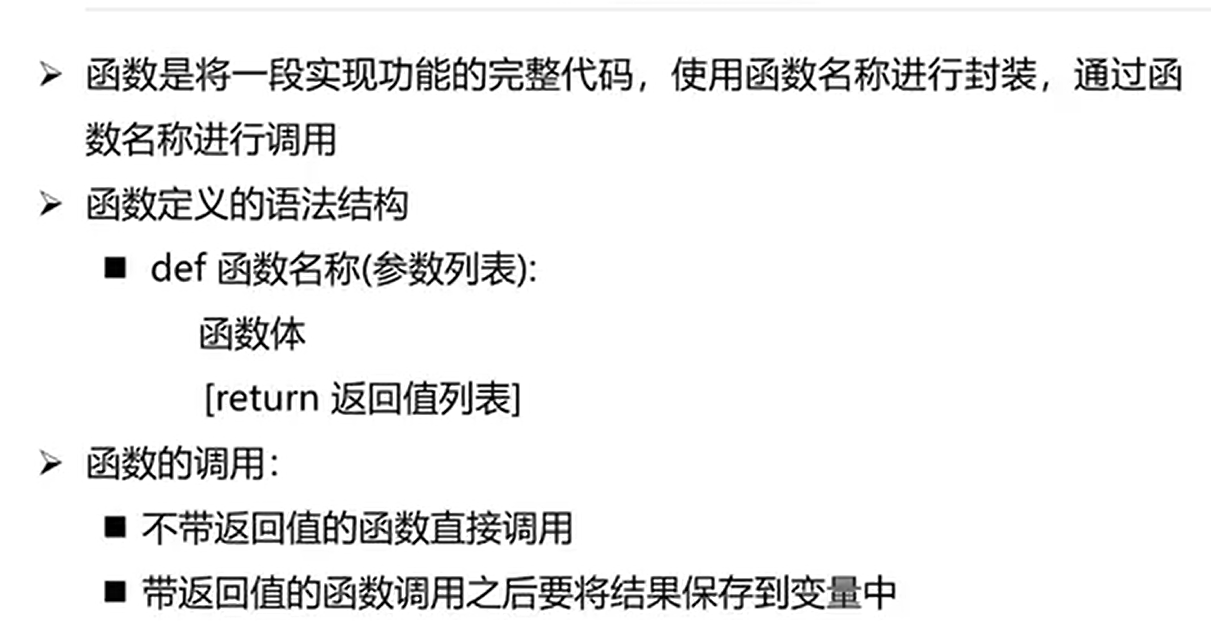 ➢ 函数是将一段实现功能的完整代码，使用函数名称进行封装，通过函
数名称进行调用
➢ 函数定义的语法结构
■ def 函数名称(参数列表):
函数体
[return 返回值列表]
➢ 函数的调用：
■ 不带返回值的函数直接调用
■ 带返回值的函数调用之后要将结果保存到变量中